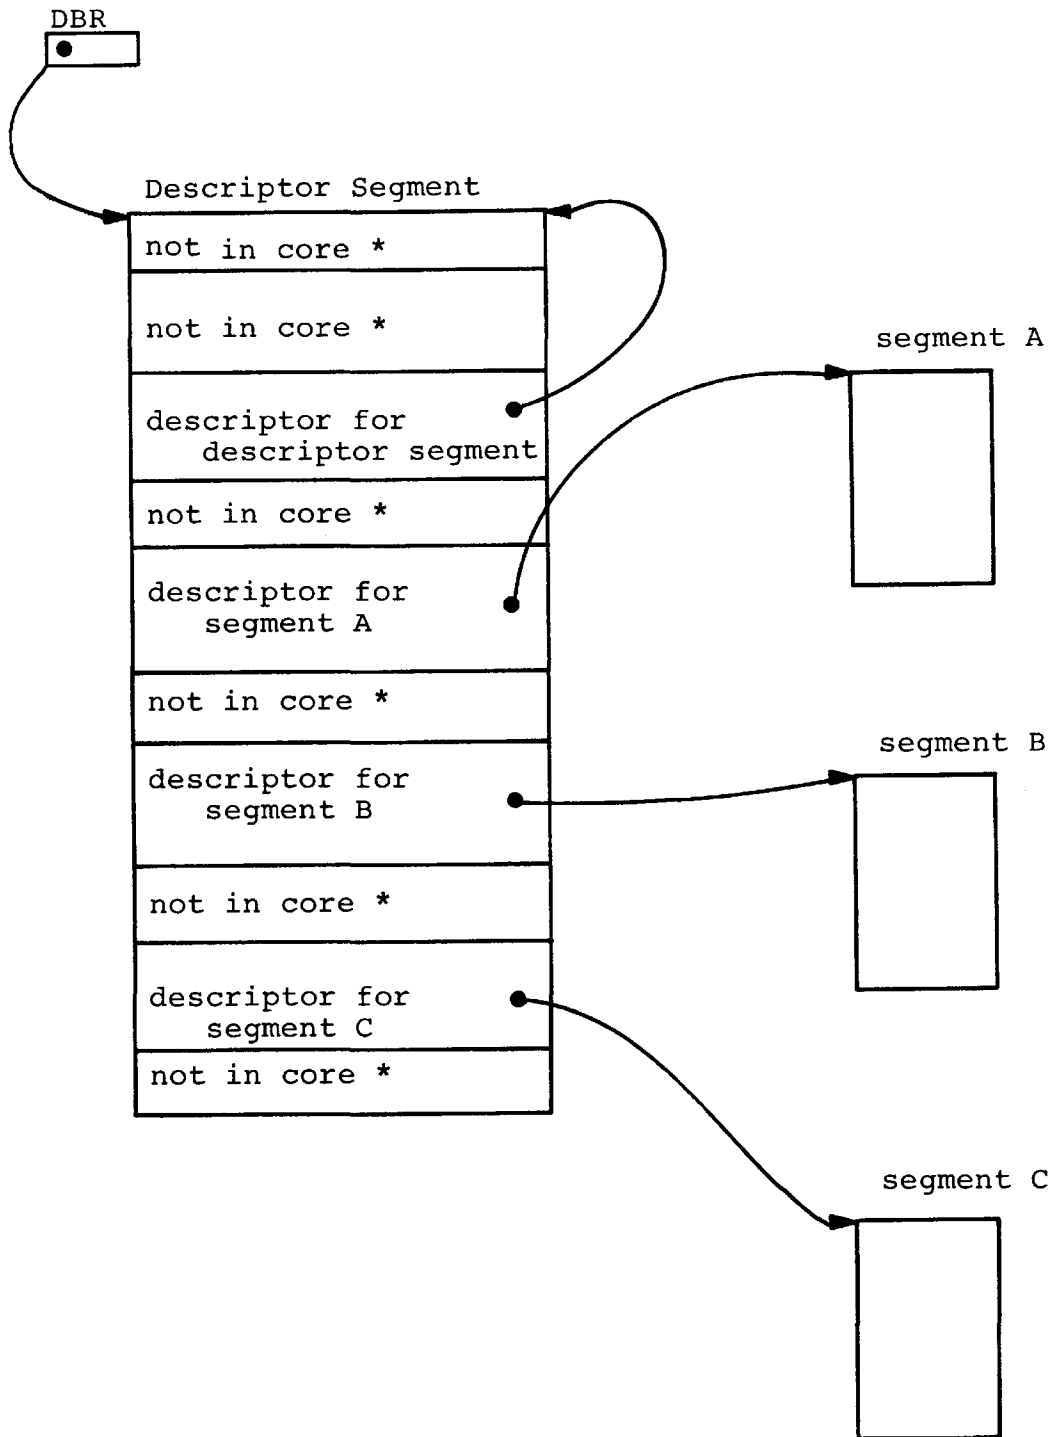 DBR
Descriptor Segment
not in core *
not in core *
segment A
descriptor for
descriptor segment
not in core *
descriptor for
segment A
not in core *
segment B
descriptor for
segment B
not in core *
descriptor for
segment C
not in core *
segment C